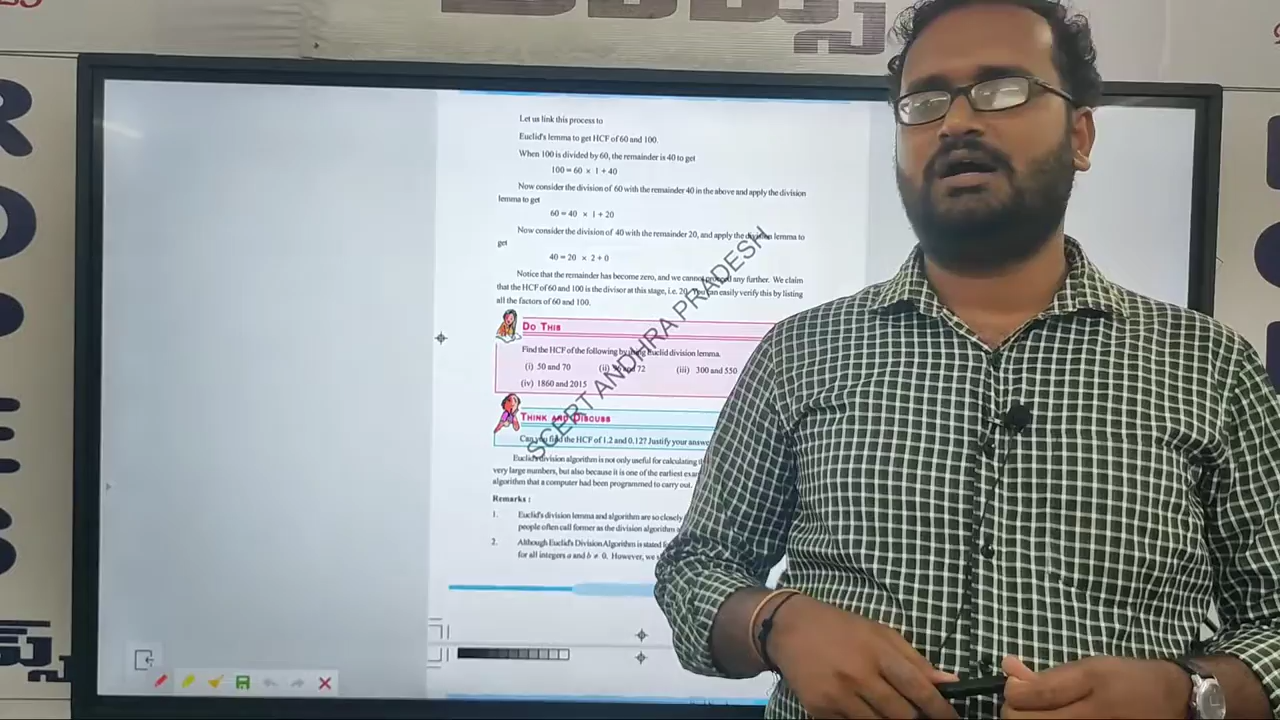 Let us link this process to
Euclid's lemma to get HCF of 60 and 100.
When 100 is divided by 60, the remainder is 40 to get
100 = 60 × 1 + 40
Now consider the division of 60 with the remainder 40 in the above and apply the division
lemma to get
60 = 40 × 1 + 20
Now consider the division of 40 with the remainder 20, and apply the division lemma to
get
40 = 20 × 2 + 0
Notice that the remainder has become zero, and we cannot proceed any further. We claim
that the HCF of 60 and 100 is the divisor at this stage, i.e. 20. You can easily verify this by listing
all the factors of 60 and 100.
DO THIS
Find the HCF of the following by using Euclid division lemma.
(i) 50 and 70 (ii) and 72 (iii) 300 and 550
(iv) 1860 and 2015
THINK AND DISCUSS
Can you find the HCF of 1.2 and 0.12? Justify your answ
Euclid's division algorithm is not only useful for calculating
very large numbers, but also because it is one of the earliest
algorithm that a computer had been programmed to carry out.
Remarks :
1. Euclid's division lemma and algorithm are so closely
people often call former as the division algorithm
2. Although Euclid's Division Algorithm is stated
for all integers a and b ≠ 0. However, we
SCERT ANDHRA PRADESH